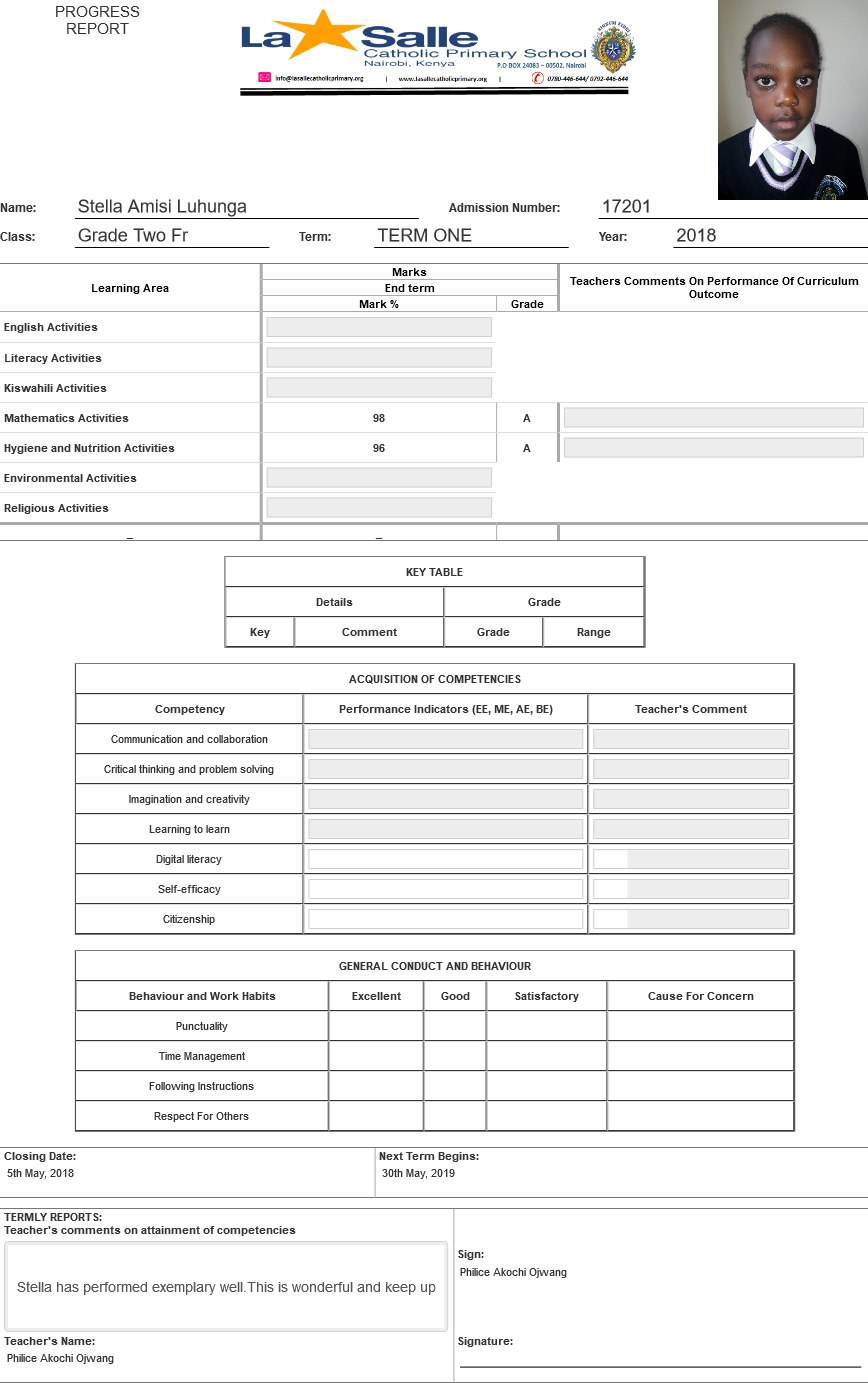 PROGRESS
REPORT
La Salle
Catholic Primary School
Nairobi, Kenya
P.O BOX 24083 – 00502, Nairobi
info@lasallecatholicprimary.org | www.lasallecatholicprimary.org | 0780-446-644/ 0792-446-644
Name: Stella Amisi Luhunga Admission Number: 17201
Class: Grade Two Fr Term: TERM ONE Year: 2018
Learning Area Marks Teachers Comments On Performance Of Curriculum Outcome
End term
Mark % Grade
English Activities
Literacy Activities
Kiswahili Activities
Mathematics Activities 98 A
Hygiene and Nutrition Activities 96 A
Environmental Activities
Religious Activities
_ _
KEY TABLE
Details Grade
Key Comment Grade Range
ACQUISITION OF COMPETENCIES
Competency Performance Indicators (EE, ME, AE, BE) Teacher's Comment
Communication and collaboration
Critical thinking and problem solving
Imagination and creativity
Learning to learn
Digital literacy
Self-efficacy
Citizenship
GENERAL CONDUCT AND BEHAVIOUR
Behaviour and Work Habits Excellent Good Satisfactory Cause For Concern
Punctuality
Time Management
Following Instructions
Respect For Others
Closing Date: Next Term Begins:
5th May, 2018 30th May, 2019
TERMLY REPORTS:
Teacher's comments on attainment of competencies
Stella has performed exemplary well.This is wonderful and keep up
Sign:
Philice Akochi Ojwang
Teacher's Name: Signature:
Philice Akochi Ojwang